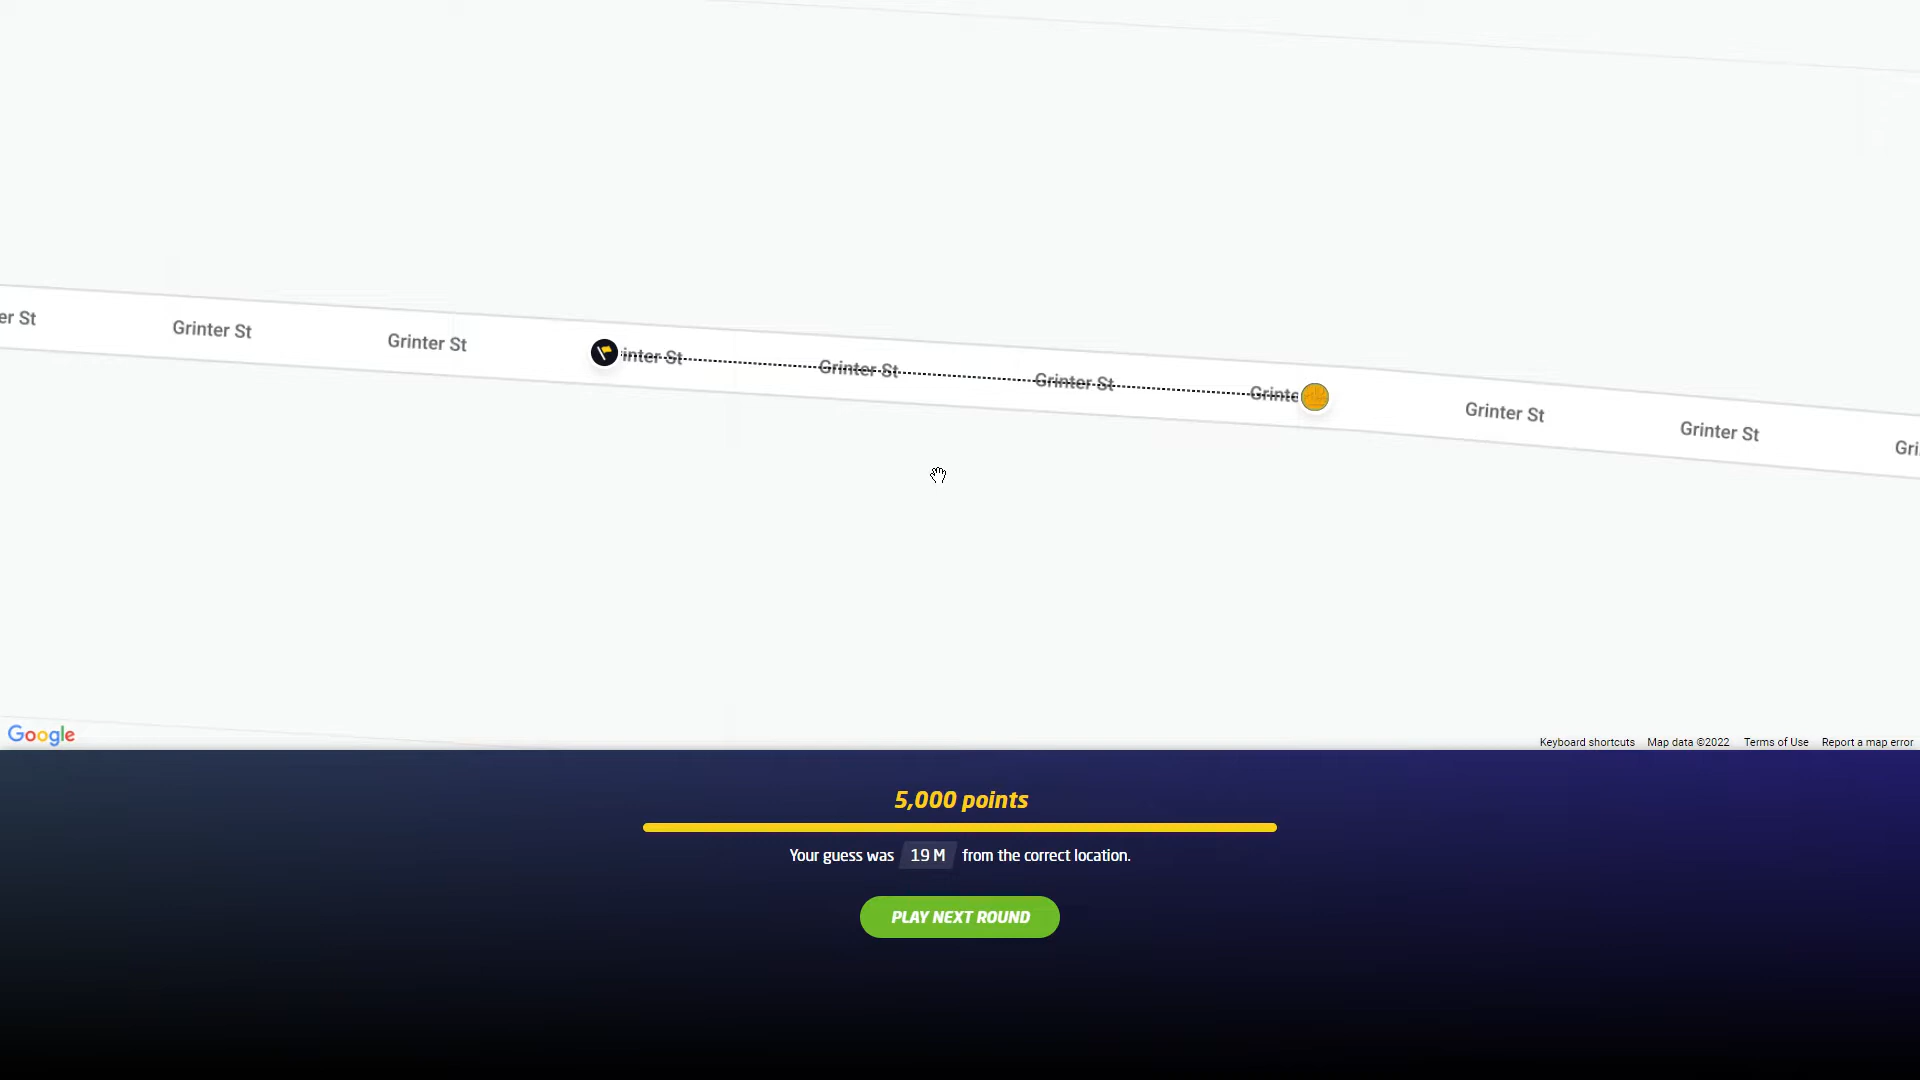 er St
Grinter St
Grinter St
inter St
Grinter St
Grinter St
Grinte
Grinter St
Grinter St
Gri
Google
Keyboard shortcuts Map data ©2022 Terms of Use Report a map error
5,000 points
Your guess was 19 M from the correct location.
PLAY NEXT ROUND